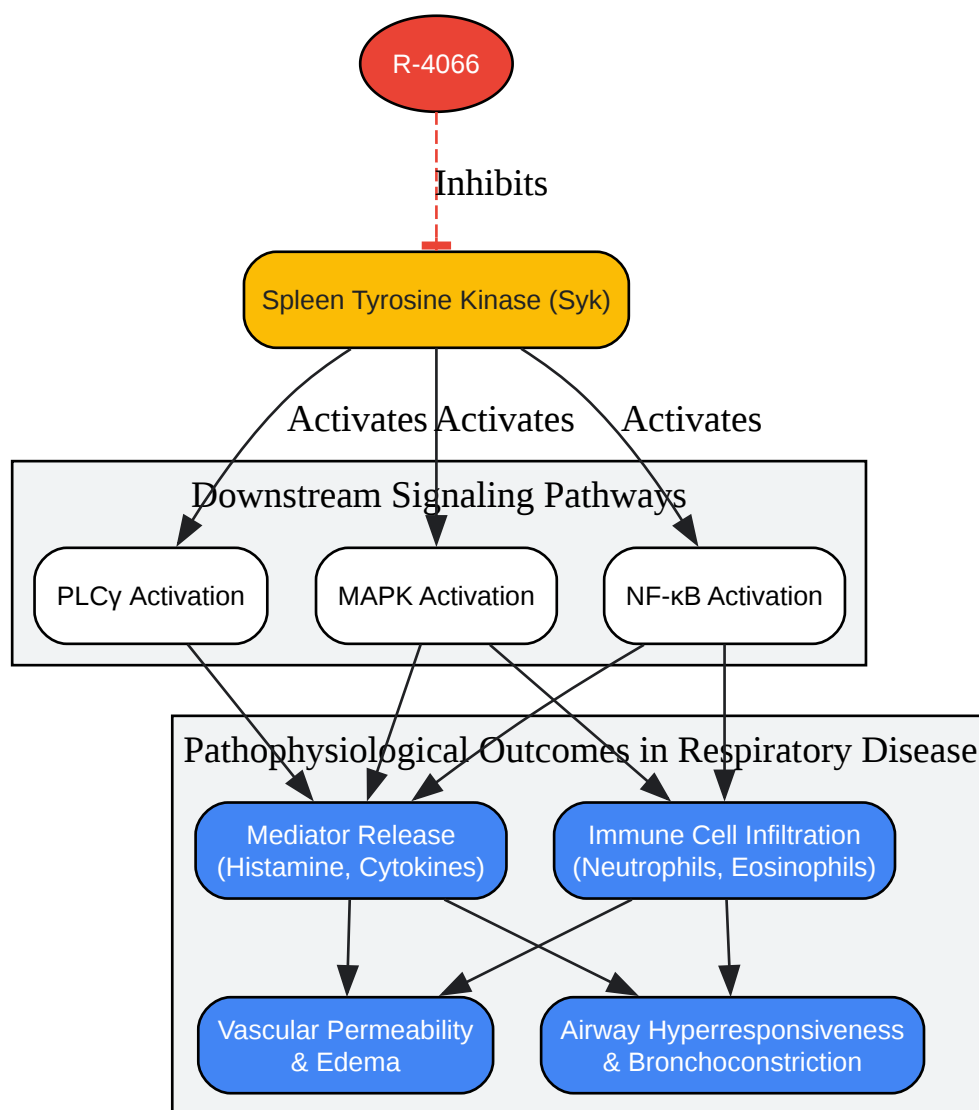 R-4066
Inhibits
Spleen Tyrosine Kinase (Syk)
Activates
Activates
Activates
Downstream Signaling Pathways
PLCγ Activation
MAPK Activation
NF-κB Activation
Pathophysiological Outcomes in Respiratory Disease
Mediator Release
(Histamine, Cytokines)
Immune Cell Infiltration
(Neutrophils, Eosinophils)
Vascular Permeability
& Edema
Airway Hyperresponsiveness
& Bronchoconstriction